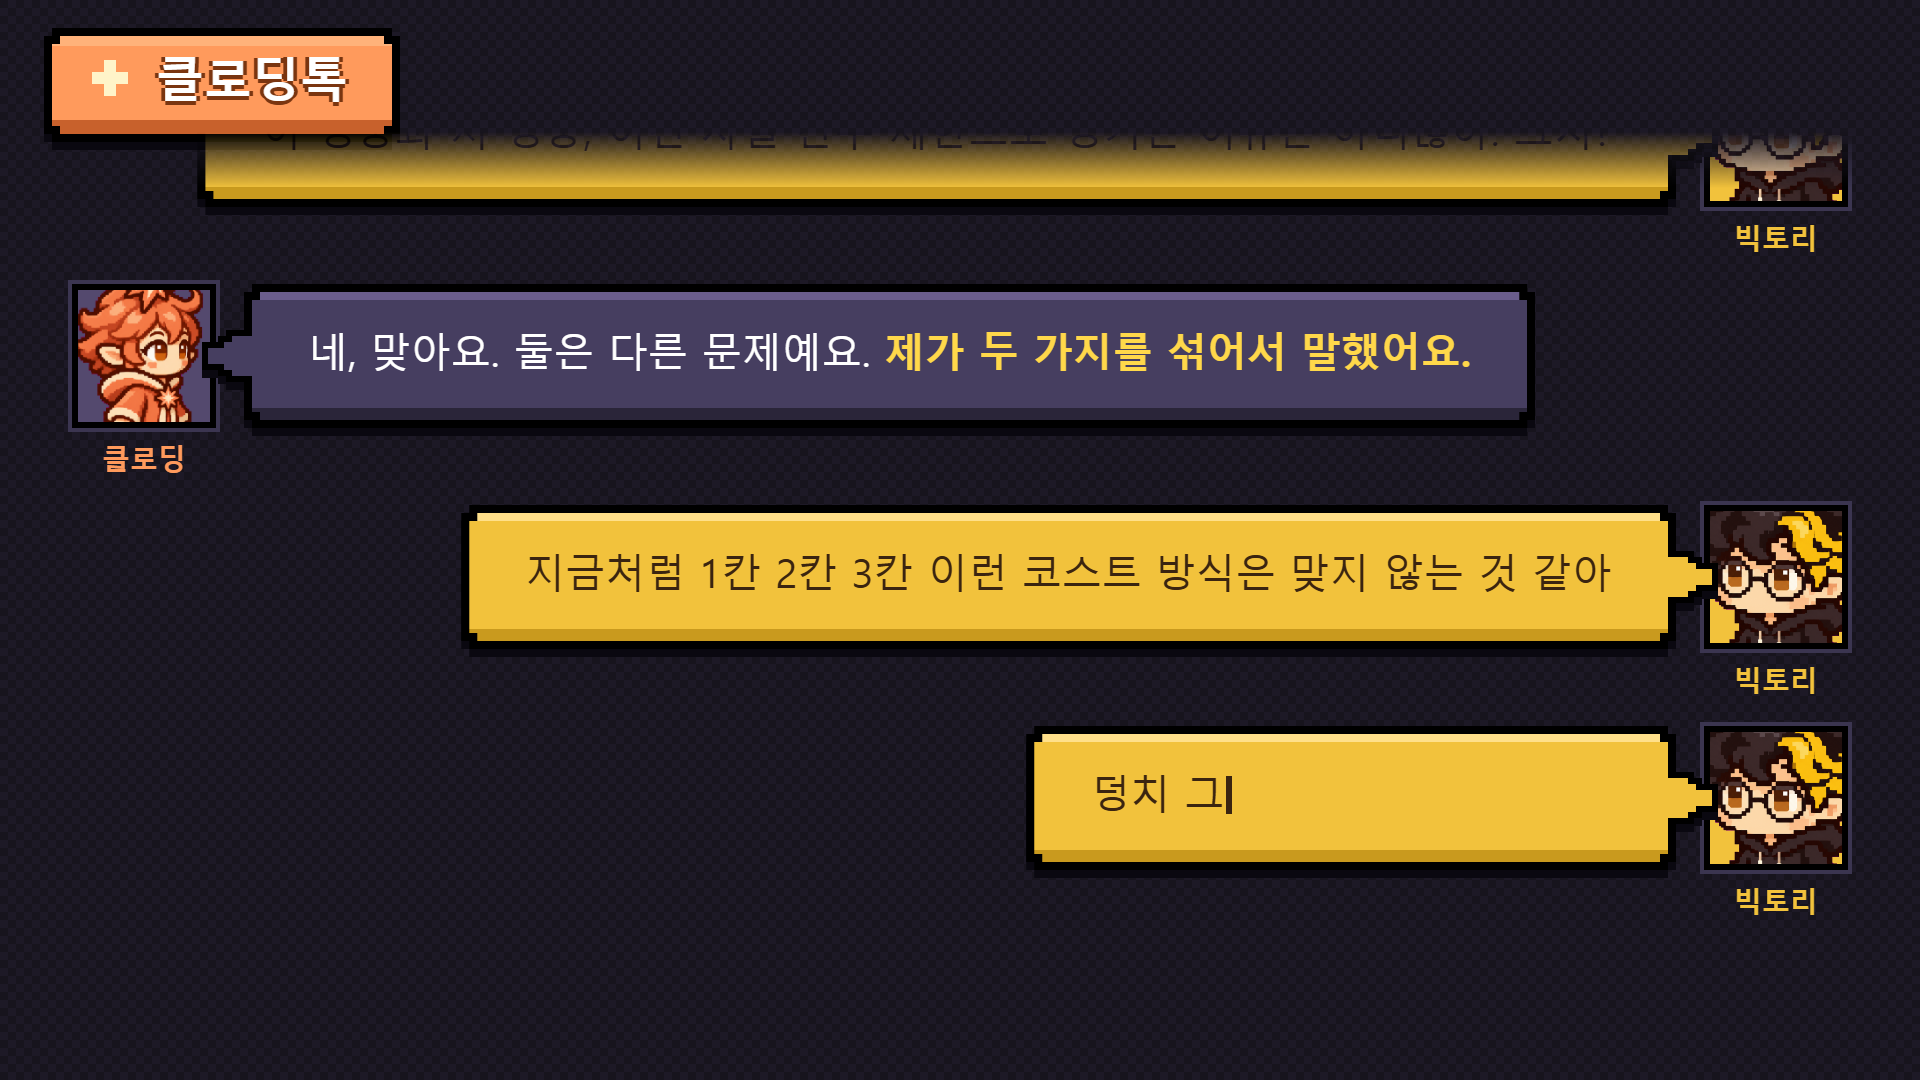 클로딩톡
빅토리
네, 맞아요. 둘은 다른 문제예요. 제가 두 가지를 섞어서 말했어요.
클로딩
지금처럼 1칸 2칸 3칸 이런 코스트 방식은 맞지 않는 것 같아
빅토리
덩치 그
빅토리